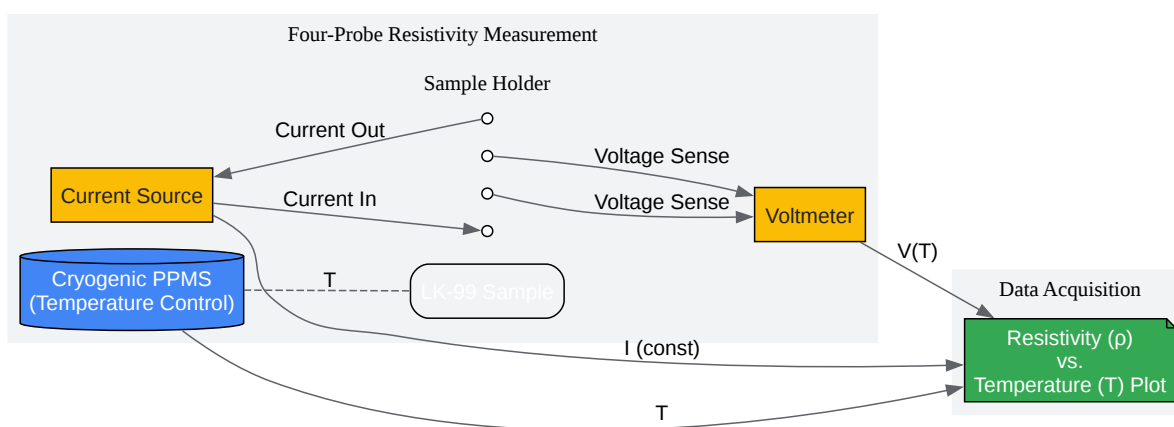 Four-Probe Resistivity Measurement
Sample Holder
Current Out
Voltage Sense
Current Source
Current In
Voltage Sense
Voltmeter
V(T)
Cryogenic PPMS
(Temperature Control)
T
LK-99 Sample
Data Acquisition
Resistivity (ρ)
vs.
Temperature (T) Plot
I (const)
T